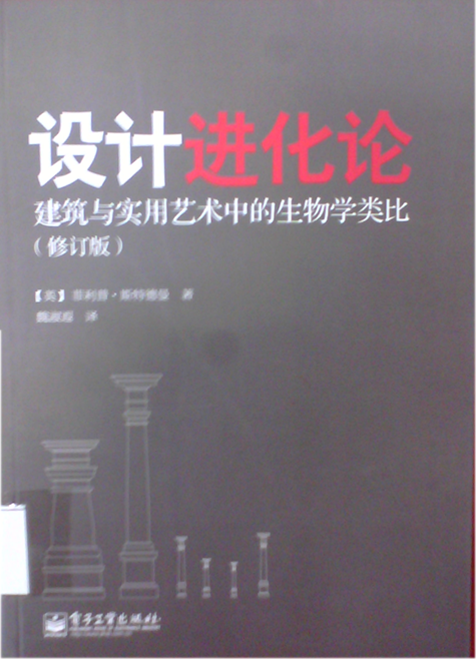 设计进化论
建筑与实用艺术中的生物学类比
(修订版)
【英】菲利普·斯特德曼 著
魏淑遐 译
电子工业出版社